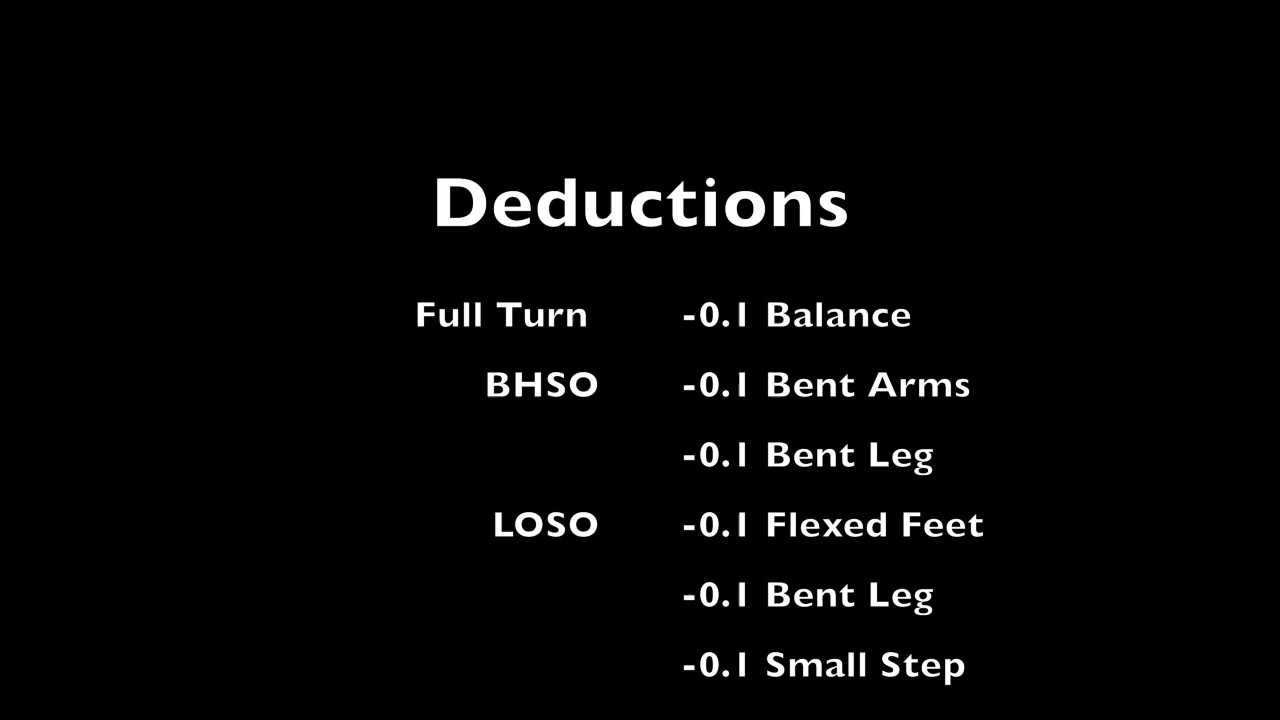 Deductions
Full Turn -0.1 Balance
BHSO -0.1 Bent Arms
-0.1 Bent Leg
LOSO -0.1 Flexed Feet
-0.1 Bent Leg
-0.1 Small Step